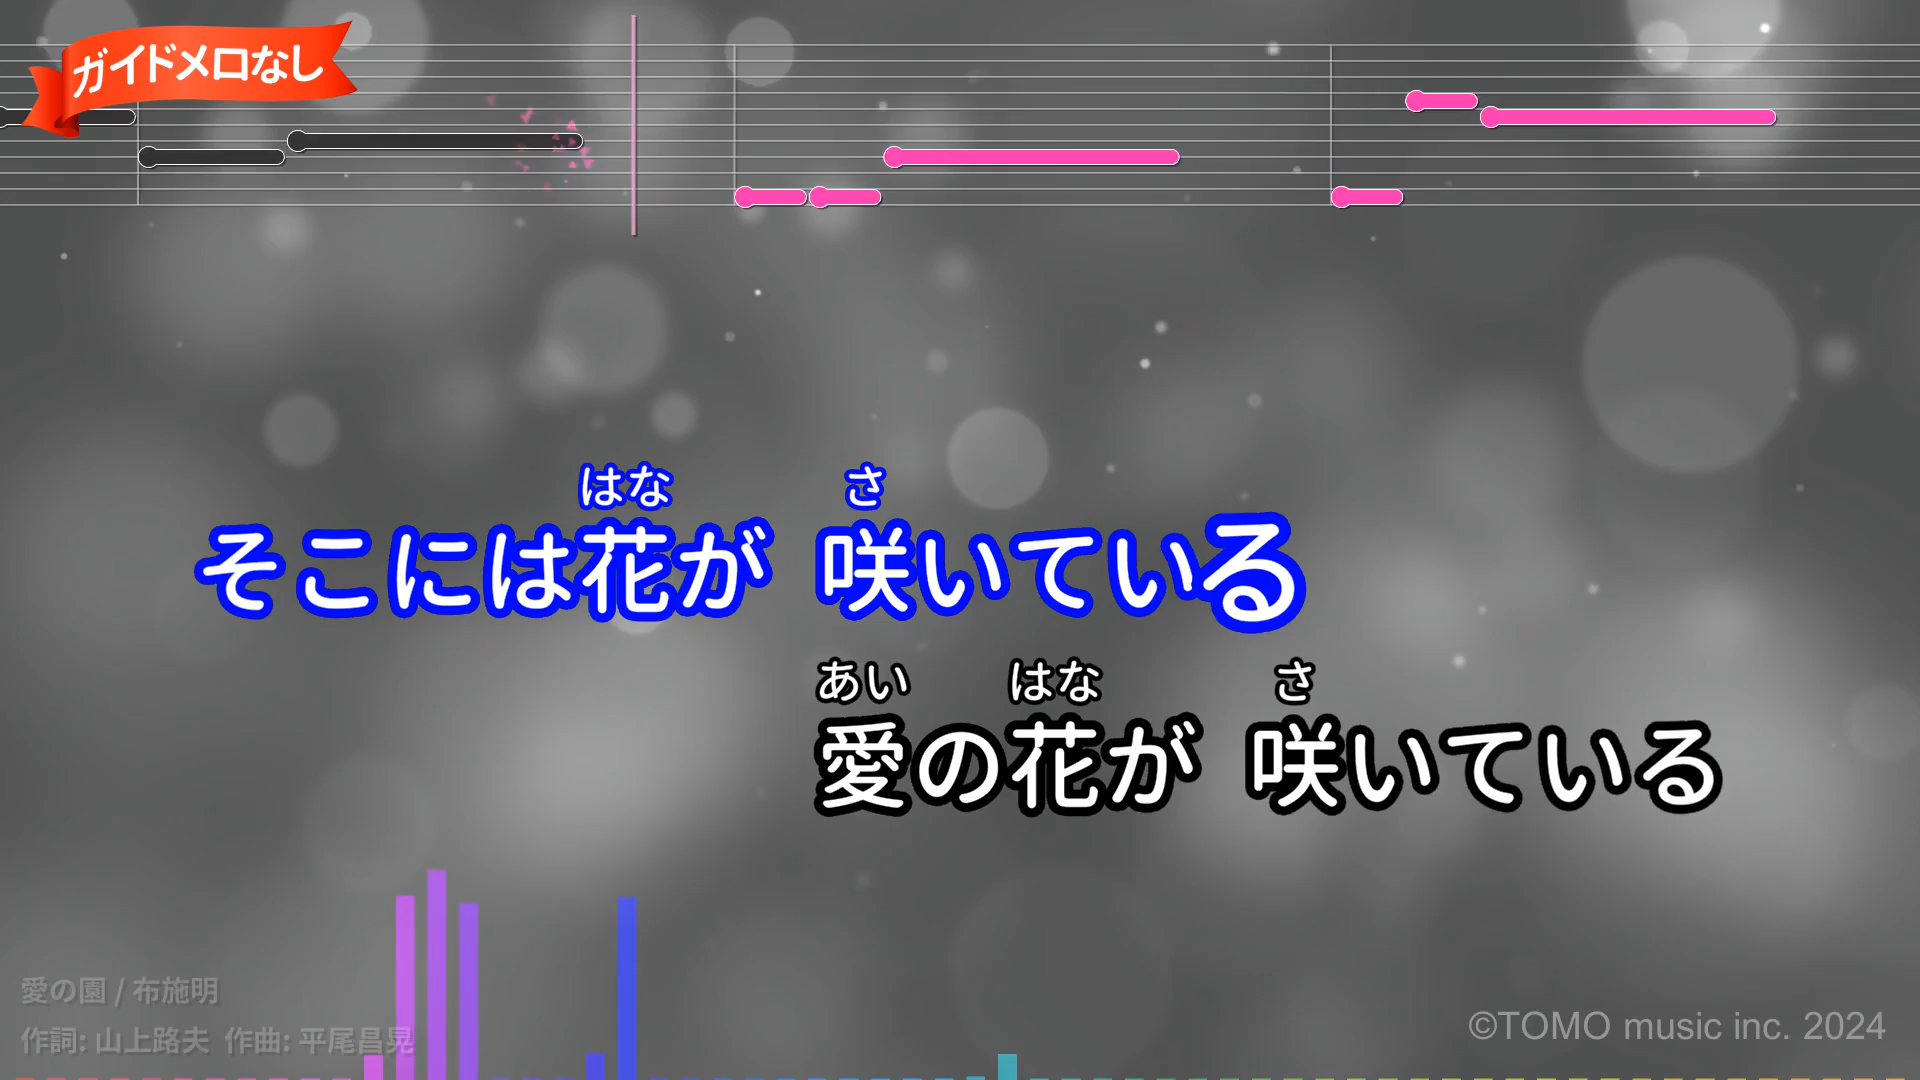 ガイドメロなし
はな さ
そこには花が 咲いている
あい はな さ
愛の花が 咲いている
愛の園 / 布施明
作詞: 山上路夫 作曲: 平尾昌晃
©TOMO music inc. 2024